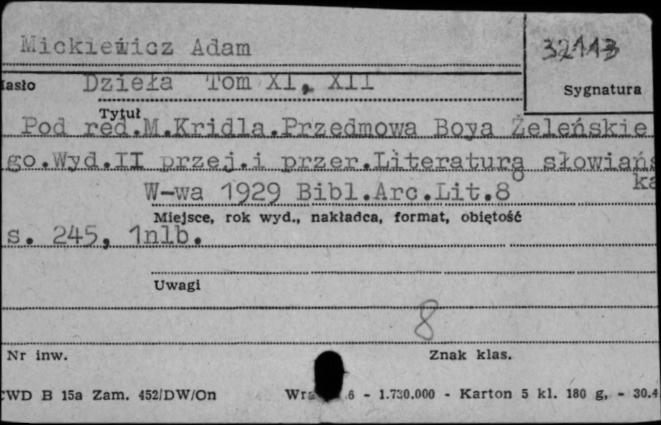 Mickiewicz Adam
32113
Hasło Dzieła Tom XI, XII
Sygnatura
Tytuł
Pod red.M.Kridla.Przedmowa Boya Żeleńskie
go.Wyd.II przej.i przer.Literatura słowiańs
ka
W-wa 1929 Bibl.Arc.Lit.8°
Miejsce, rok wyd., nakładca, format, objętość
s. 245, 1nlb.
Uwagi
8
Nr inw.
Znak klas.
CWD B 15a Zam. 452/DW/On 6 - 1.730.000 - Karton 5 kl. 180 g, - 30.4